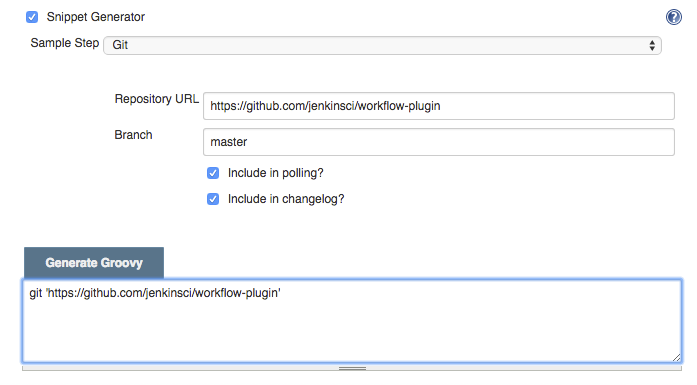 Snippet Generator
?
Sample Step Git
Repository URL https://github.com/jenkinsci/workflow-plugin
Branch master
Include in polling?
Include in changelog?
Generate Groovy
git 'https://github.com/jenkinsci/workflow-plugin'